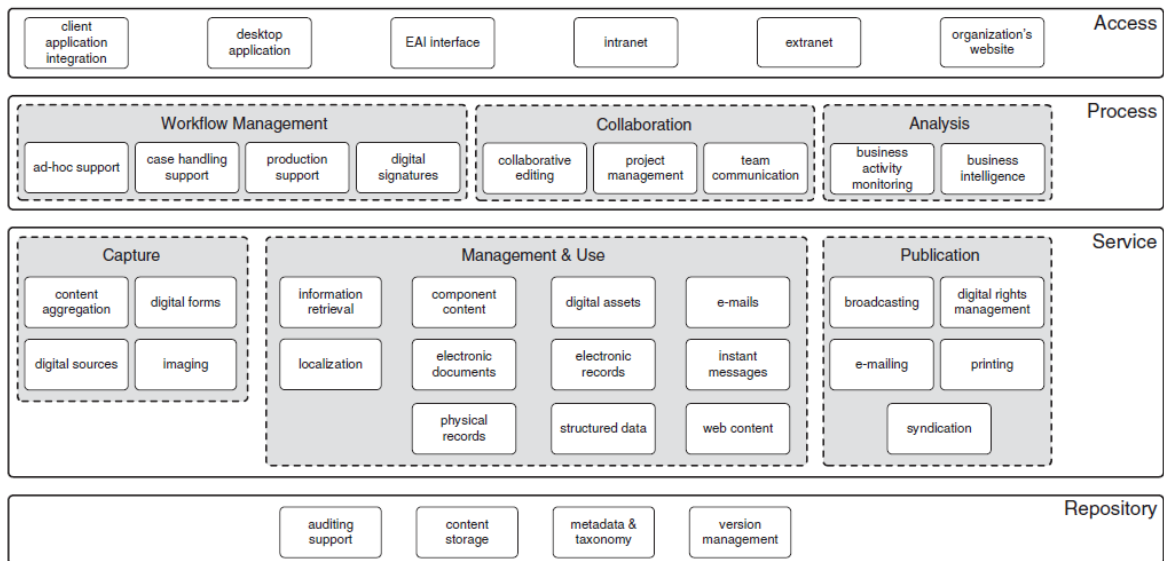 Access
client
application
integration
desktop
application
EAI interface
intranet
extranet
organization's
website
Process
Workflow Management
ad-hoc support
case handling
support
production
support
digital
signatures
Collaboration
collaborative
editing
project
management
team
communication
Analysis
business
activity
monitoring
business
intelligence
Service
Capture
content
aggregation
digital forms
digital sources
imaging
Management & Use
information
retrieval
component
content
digital assets
e-mails
localization
electronic
documents
electronic
records
instant
messages
physical
records
structured data
web content
Publication
broadcasting
digital rights
management
e-mailing
printing
syndication
Repository
auditing
support
content
storage
metadata &
taxonomy
version
management